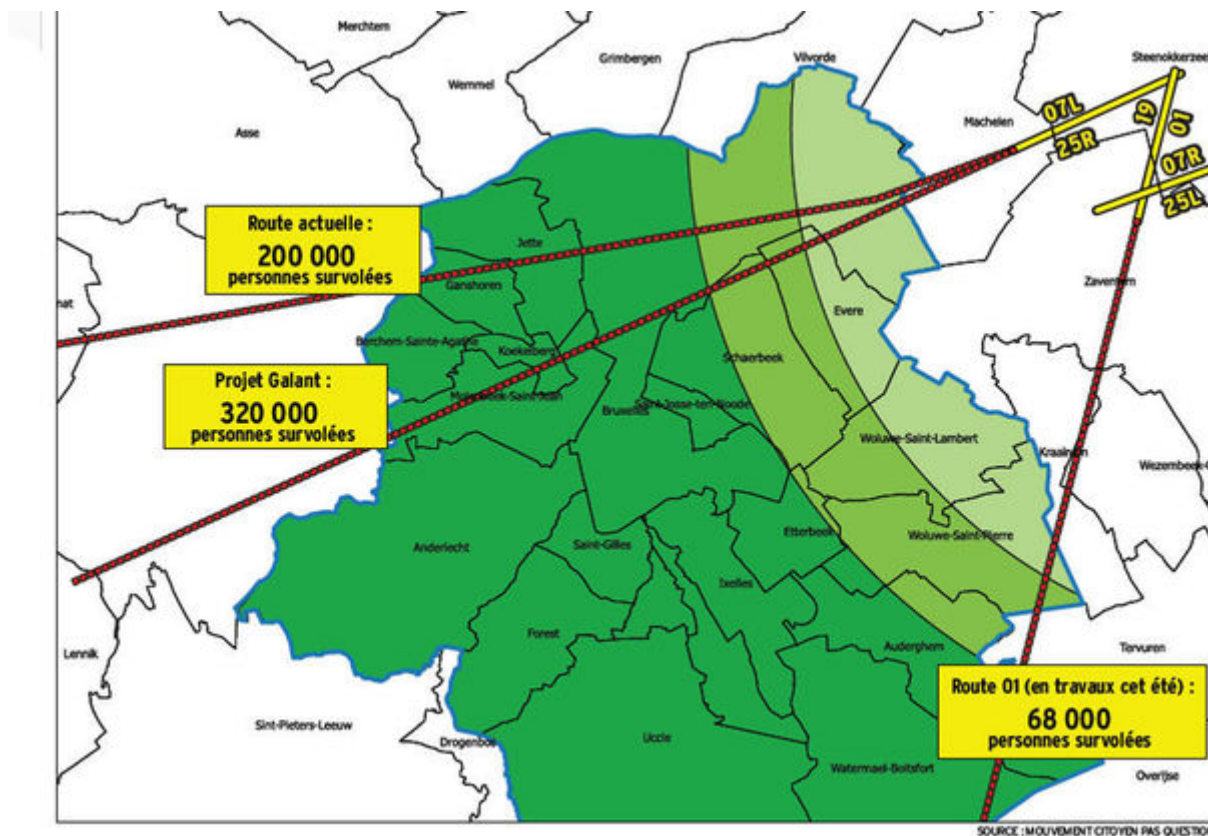 Merchtem
Grimbergen
Vilvorde
Steenokkerzeel
Wemmel
Asse
Machelen
07L
25R
19
01
07R
25L
Route actuelle :
200 000
personnes survolées
Jette
Ganshoren
Zaventem
Evere
Berchem-Sainte-Agathe
Koekelberg
Schaerbeek
Projet Galant :
320 000
personnes survolées
Molenbeek-Saint-Jean
Bruxelles
Saint-Josse-ten-Noode
Woluwe-Saint-Lambert
Kraainem
Wezembeek-O
Anderlecht
Saint-Gilles
Etterbeek
Woluwe-Saint-Pierre
Ixelles
Forest
Auderghem
Lennik
Tervuren
Route 01 (en travaux cet été) :
68 000
personnes survolées
Sint-Pieters-Leeuw
Drogenbos
Uccle
Watermael-Boitsfort
Overijse
SOURCE : MOUVEMENT CITOYEN PAS QUESTIO